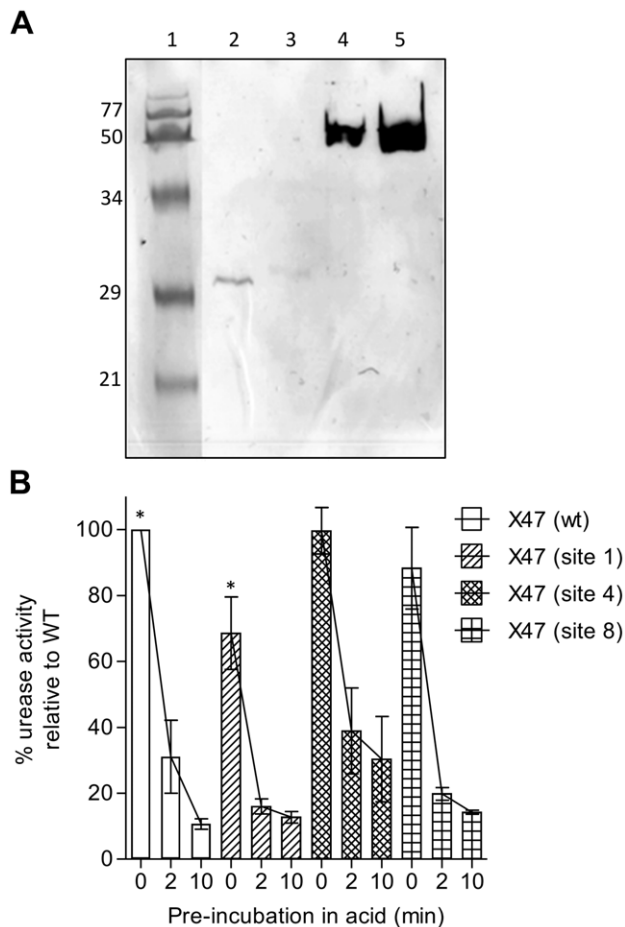 A
1 2 3 4 5
77
50
34
29
21
B
* *
100
80
60
40
20
0
% urease activity
relative to WT
0 2 10 0 2 10 0 2 10 0 2 10
Pre-incubation in acid (min)
X47 (wt)
X47 (site 1)
X47 (site 4)
X47 (site 8)